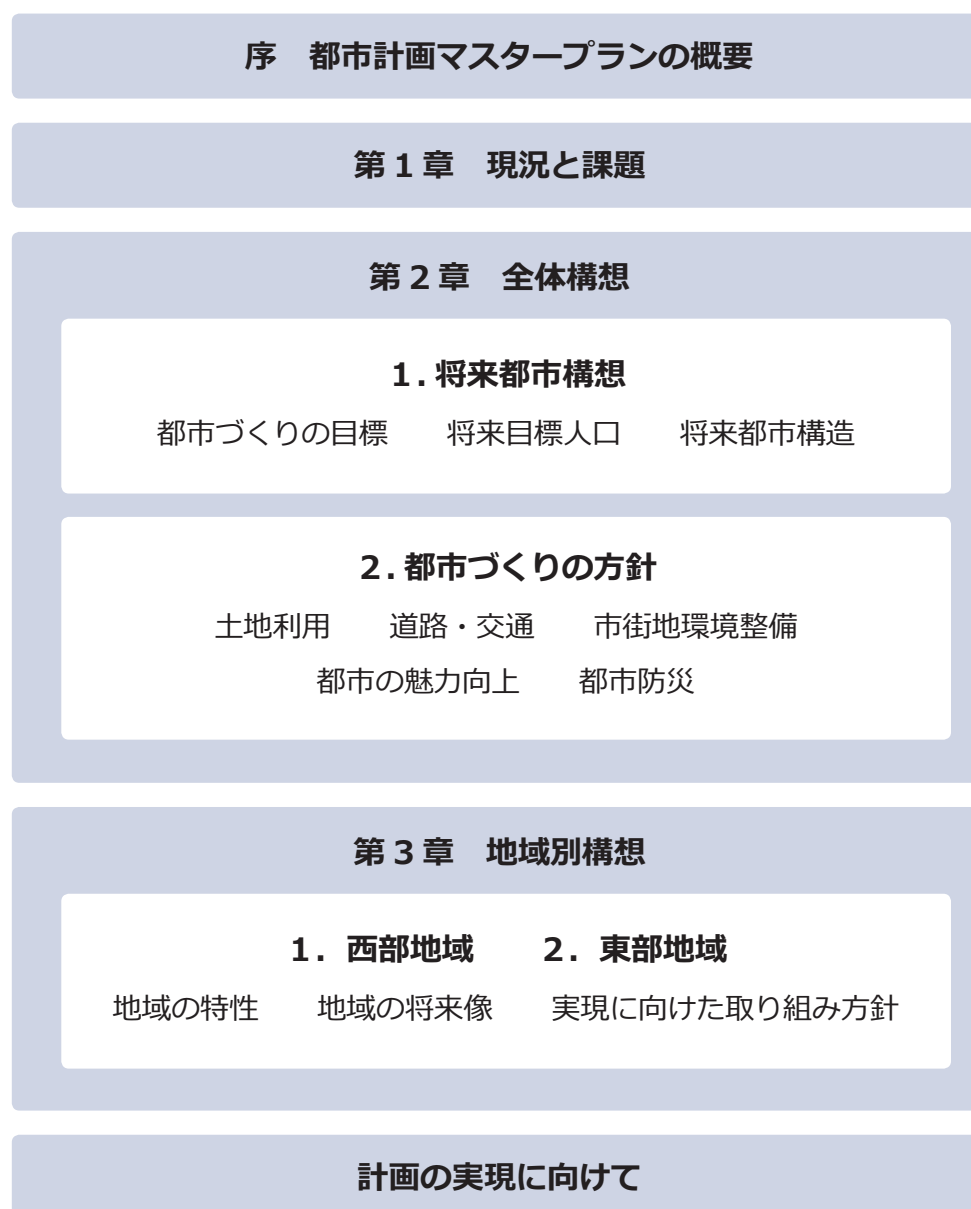 序　都市計画マスタープランの概要
第１章　現況と課題
第２章　全体構想
1. 将来都市構想
都市づくりの目標　　将来目標人口　　将来都市構造
2. 都市づくりの方針
土地利用　　道路・交通　　市街地環境整備
都市の魅力向上　　都市防災
第３章　地域別構想
1．西部地域　　2．東部地域
地域の特性　　地域の将来像　　実現に向けた取り組み方針
計画の実現に向けて